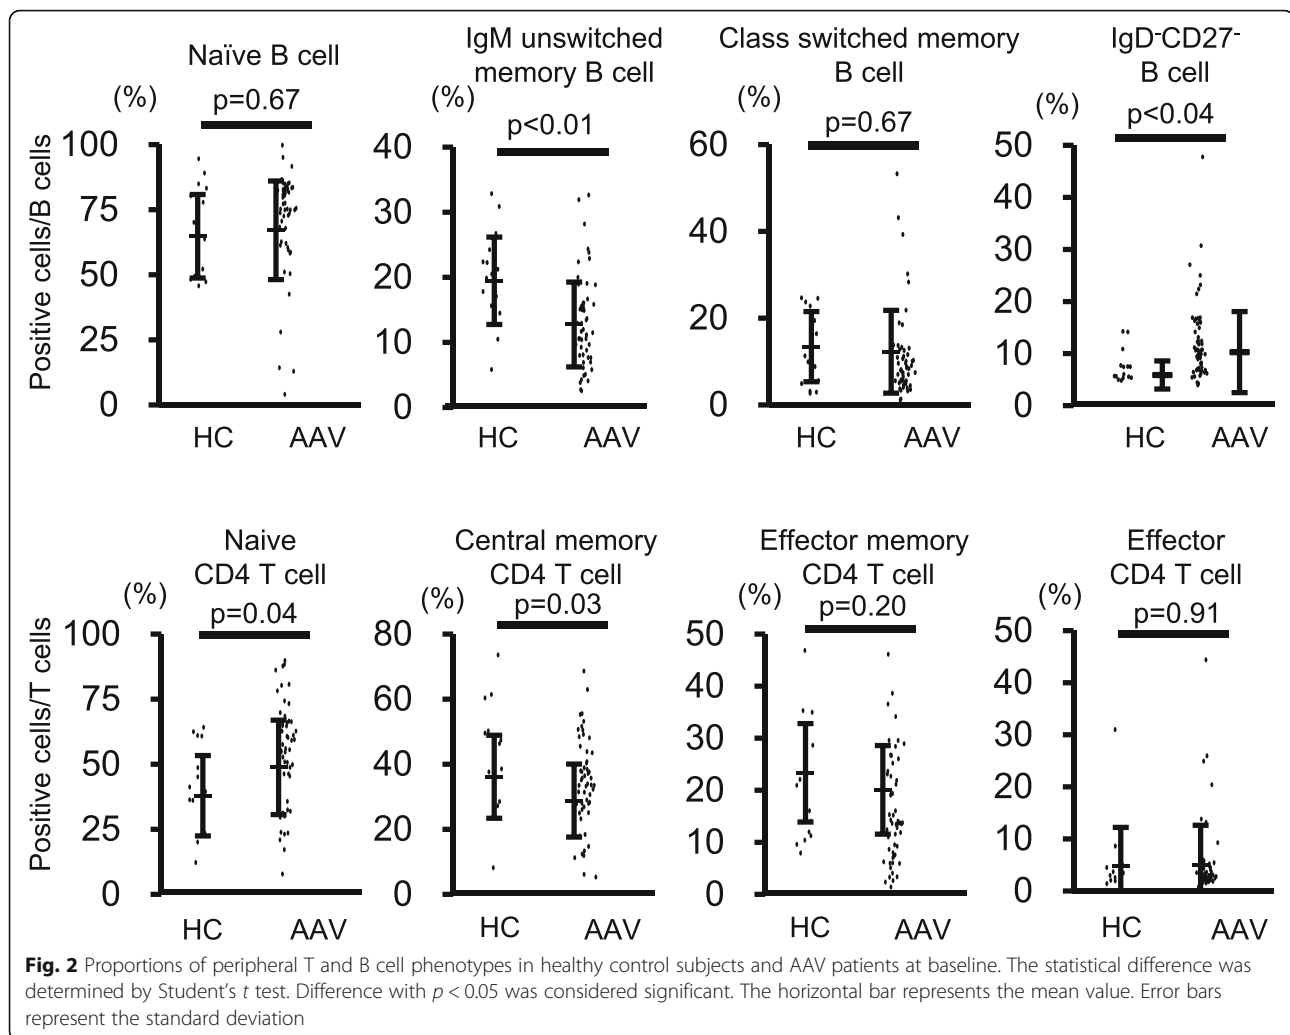 Naïve B cell
(%)
p=0.67
Positive cells/B cells
100
75
50
25
0
HC AAV
IgM unswitched
memory B cell
(%)
p<0.01
40
30
20
10
0
HC AAV
Class switched memory
B cell
(%)
p=0.67
60
40
20
0
HC AAV
IgD-CD27-
B cell
(%)
p<0.04
50
40
30
20
10
0
HC AAV
Naive
CD4 T cell
(%)
p=0.04
Positive cells/T cells
100
75
50
25
0
HC AAV
Central memory
CD4 T cell
(%)
p=0.03
80
60
40
20
0
HC AAV
Effector memory
CD4 T cell
(%)
p=0.20
50
40
30
20
10
0
HC AAV
Effector
CD4 T cell
(%)
p=0.91
50
40
30
20
10
0
HC AAV
Fig. 2 Proportions of peripheral T and B cell phenotypes in healthy control subjects and AAV patients at baseline. The statistical difference was
determined by Student's t test. Difference with p < 0.05 was considered significant. The horizontal bar represents the mean value. Error bars
represent the standard deviation